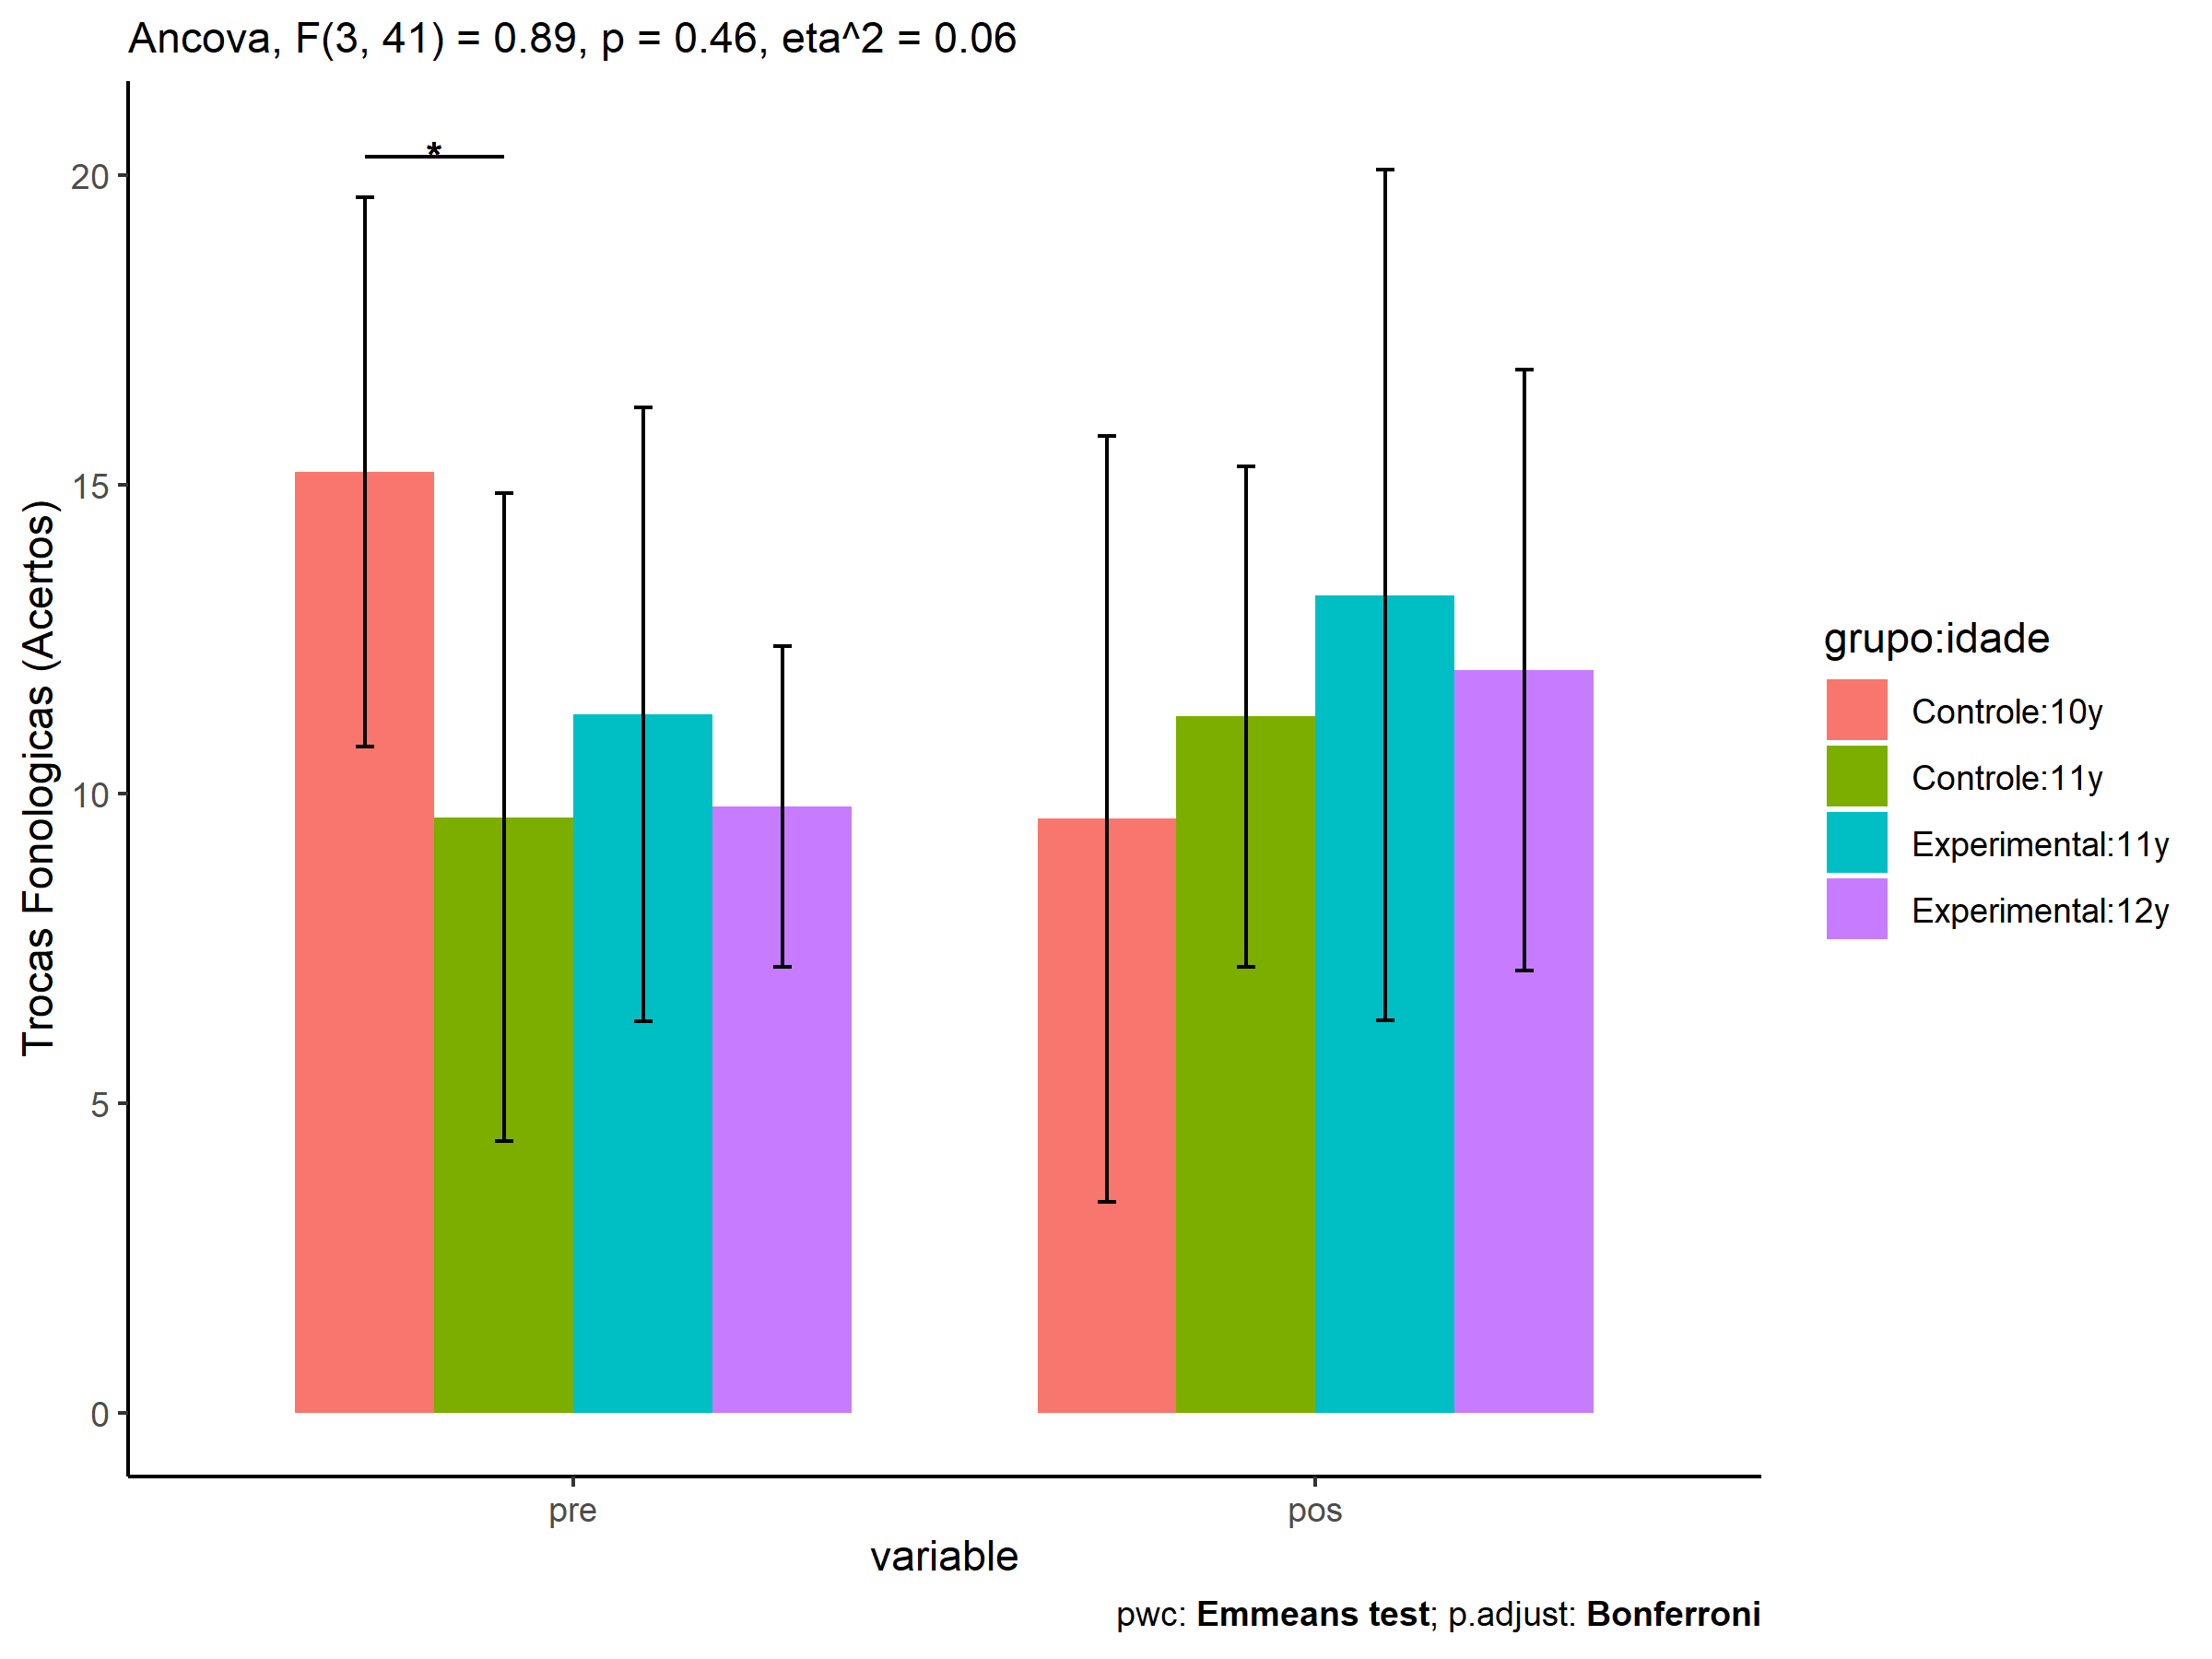 Ancova, F(3, 41) = 0.89, p = 0.46, eta^2 = 0.06
Trocas Fonologicas (Acertos)
20
15
10
5
0
*
pre
pos
variable
grupo:idade
Controle:10y
Controle:11y
Experimental:11y
Experimental:12y
pwc: Emmeans test; p.adjust: Bonferroni